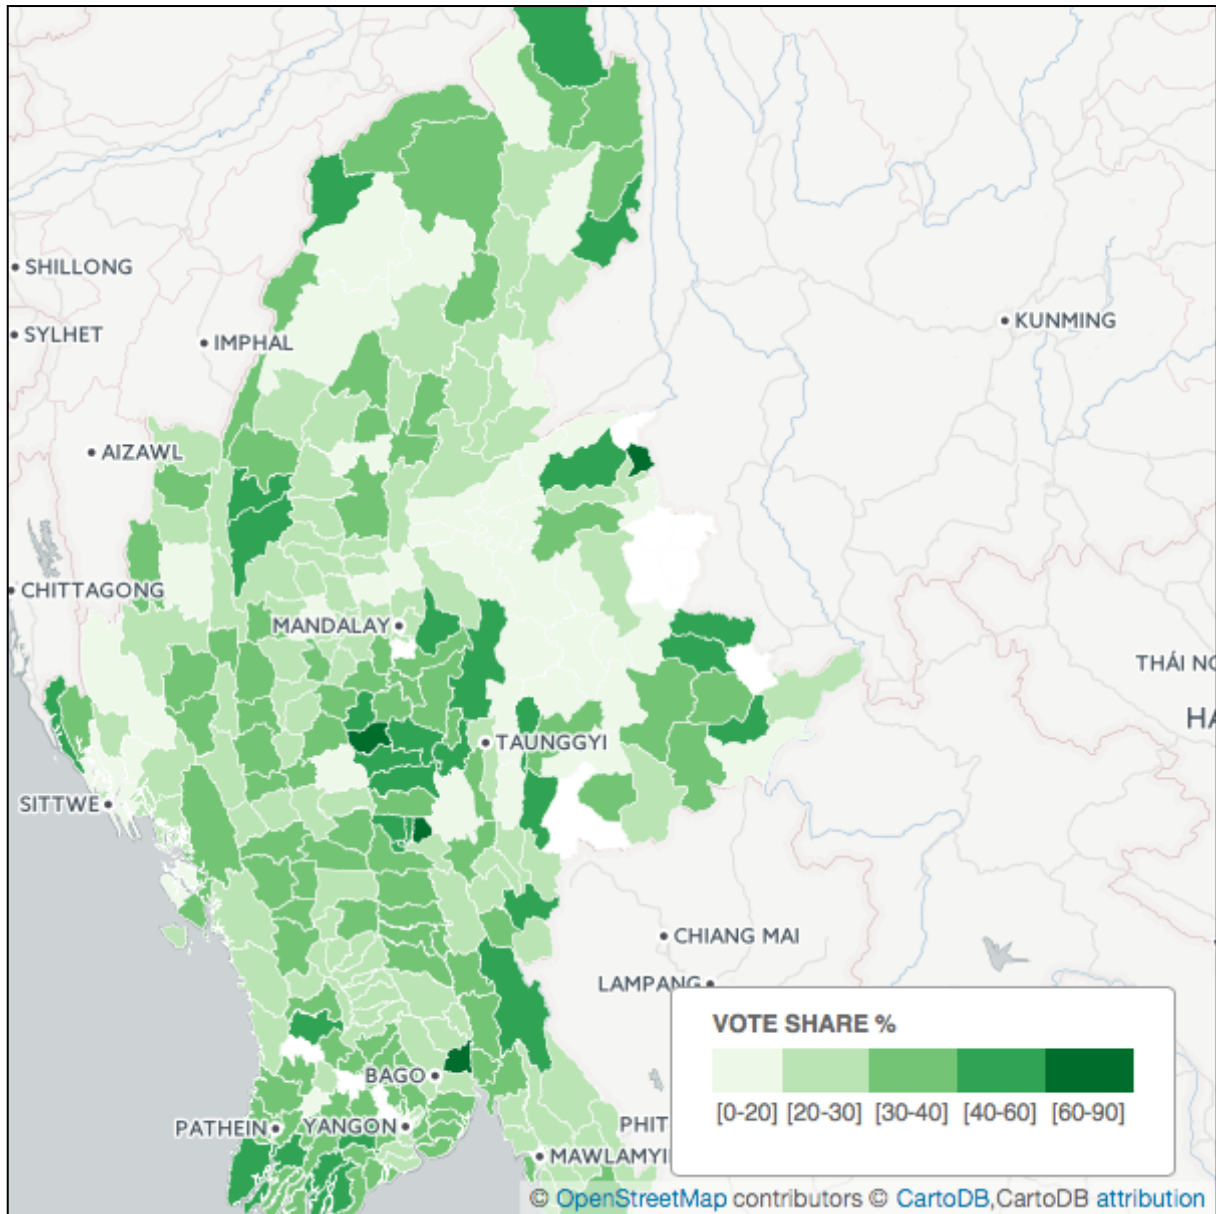 SHILLONG
SYLHET
IMPHAL
KUNMING
AIZAWL
CHITTAGONG
MANDALAY
THÁI NG
HA
TAUNGGYI
SITTWE
CHIANG MAI
LAMPANG
VOTE SHARE %
[0-20] [20-30] [30-40] [40-60] [60-90]
BAGO
PATHEIN
YANGON
PHIT
MAWLAMYI
© OpenStreetMap contributors © CartoDB,CartoDB attribution